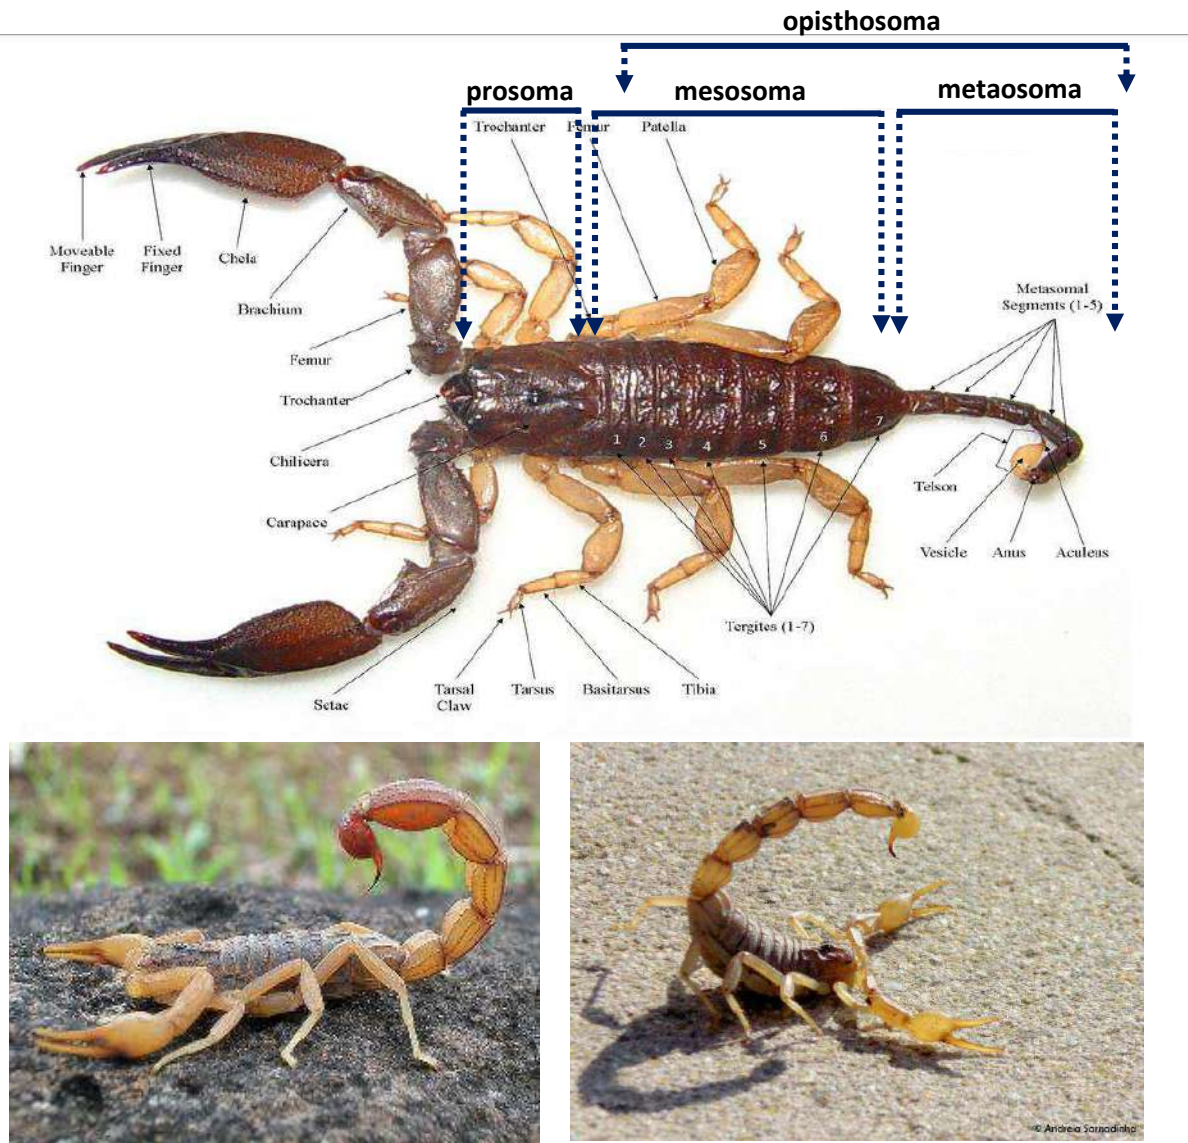 opisthosoma
prosoma
mesosoma
metaosoma
Trochanter
Femur
Patella
Moveable
Finger
Fixed
Finger
Chela
Brachium
Femur
Trochanter
Chilicera
Carapace
Setae
Tarsal
Claw
Tarsus
Basitarsus
Tibia
Tergites (1-7)
1
2
3
4
5
6
7
Metasomal
Segments (1-5)
Telson
Vesicle
Anus
Aculeus
© Andreia Sarnadinha